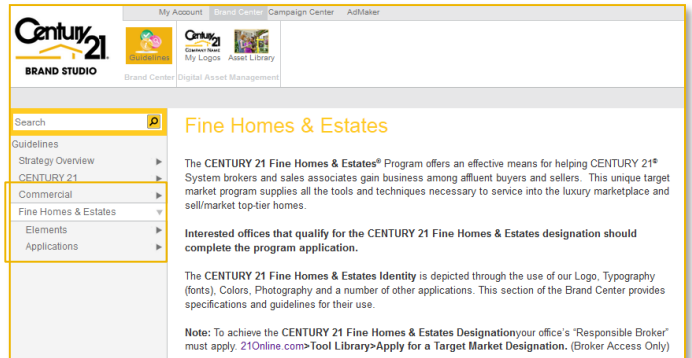 My Account Brand Center Campaign Center AdMaker
Century 21
BRAND STUDIO
Century 21
COMPANY NAME
Guidelines My Logos Asset Library
Brand Center Digital Asset Management
Search
Guidelines
Strategy Overview
CENTURY 21
Commercial
Fine Homes & Estates
Elements
Applications
Fine Homes & Estates
The CENTURY 21 Fine Homes & Estates® Program offers an effective means for helping CENTURY 21®
System brokers and sales associates gain business among affluent buyers and sellers. This unique target
market program supplies all the tools and techniques necessary to service into the luxury marketplace and
sell/market top-tier homes.
Interested offices that qualify for the CENTURY 21 Fine Homes & Estates designation should
complete the program application.
The CENTURY 21 Fine Homes & Estates Identity is depicted through the use of our Logo, Typography
(fonts), Colors, Photography and a number of other applications. This section of the Brand Center provides
specifications and guidelines for their use.
Note: To achieve the CENTURY 21 Fine Homes & Estates Designationyour office's "Responsible Broker"
must apply. 21Online.com>Tool Library>Apply for a Target Market Designation. (Broker Access Only)